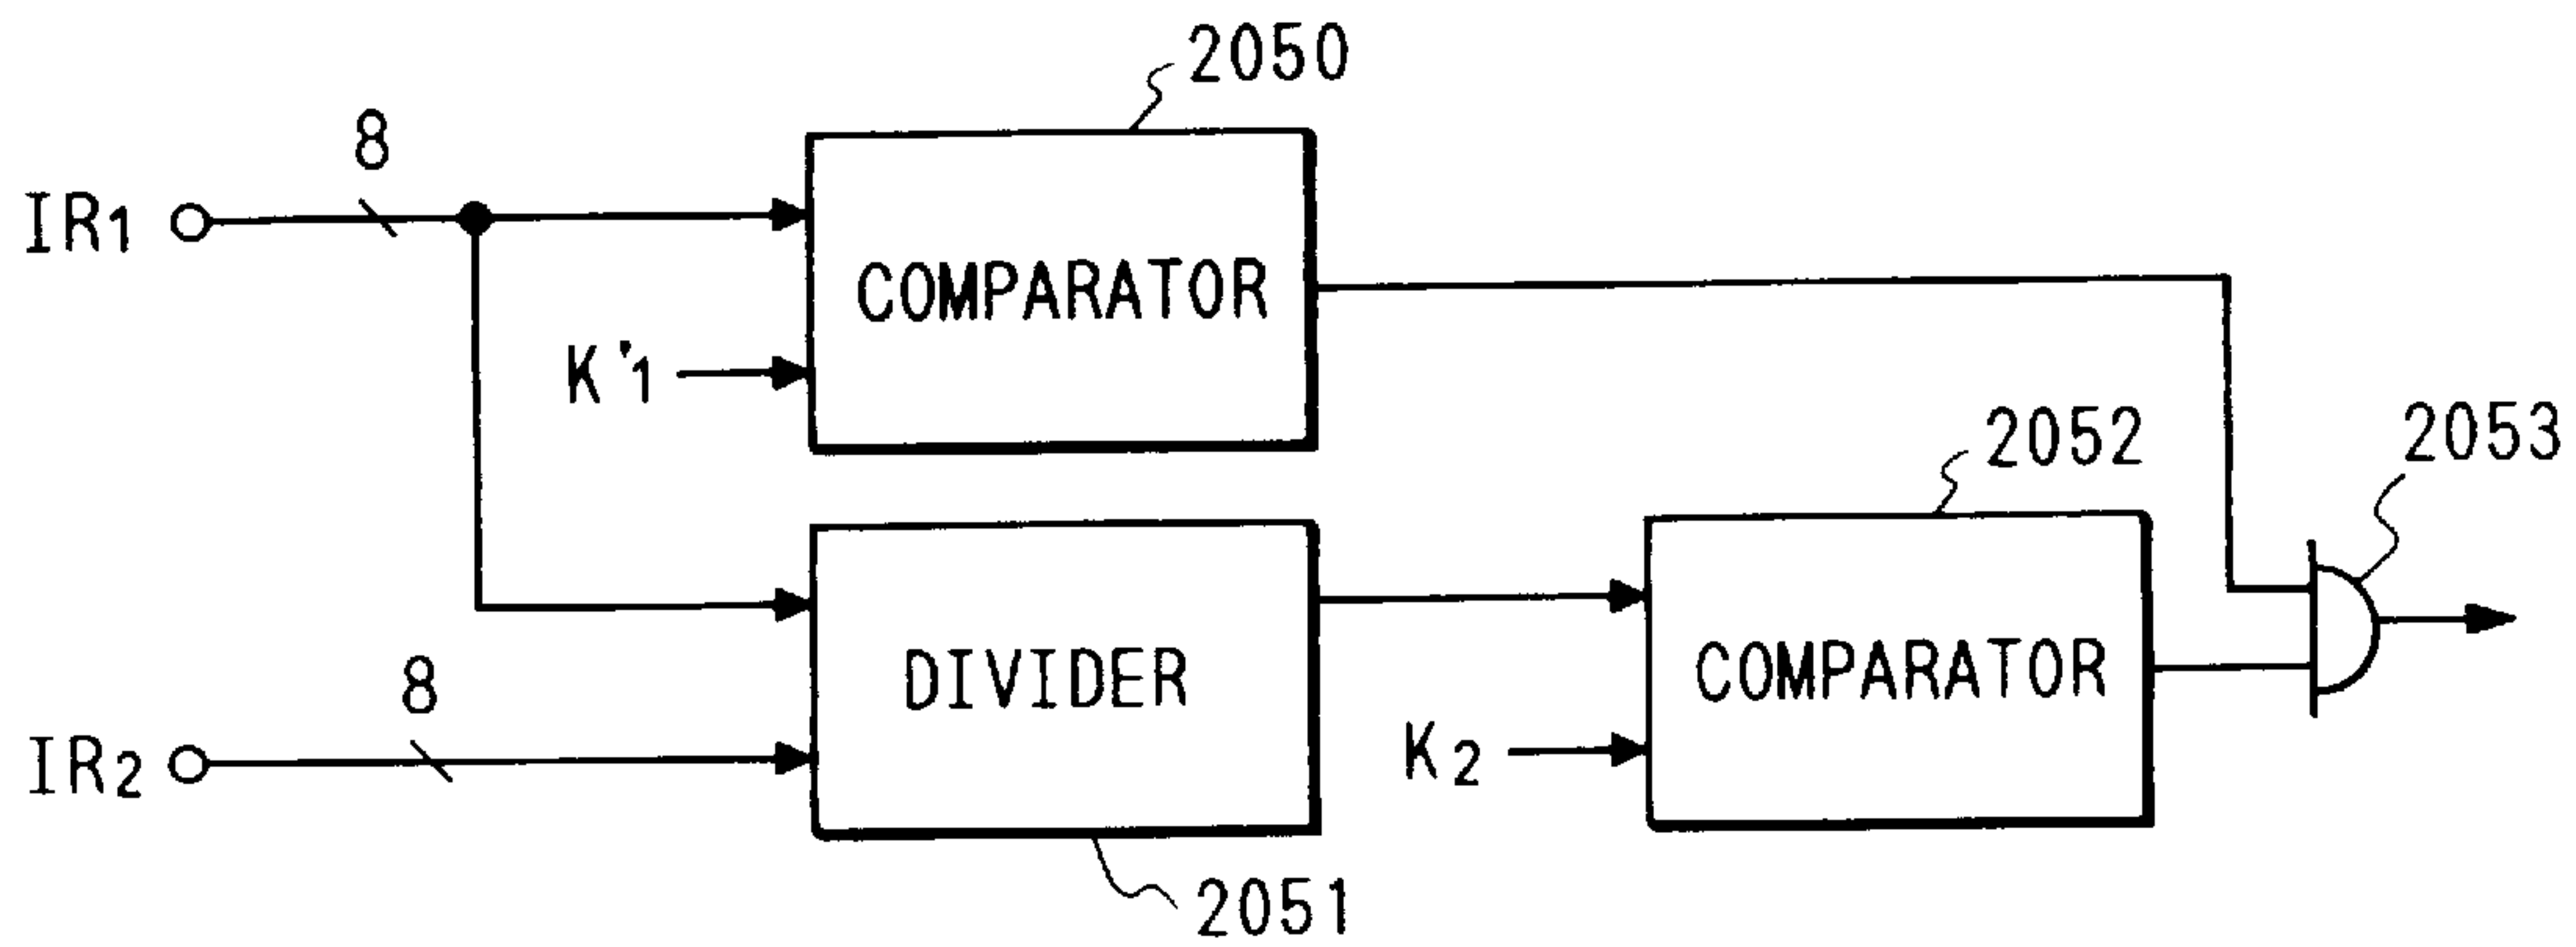 2050
8
IR1
COMPARATOR
K'1
2052
2053
8
DIVIDER
COMPARATOR
IR2
K2
2051